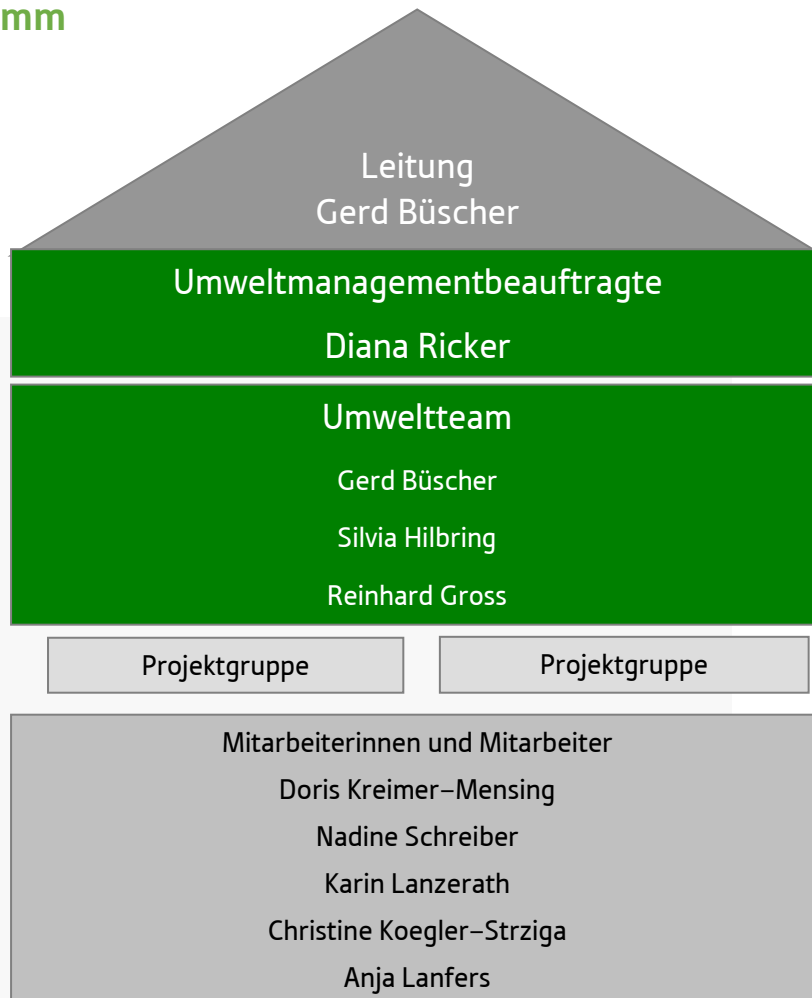 mm
Leitung
Gerd Büscher
Umweltmanagementbeauftragte
Diana Ricker
Umweltteam
Gerd Büscher
Silvia Hilbring
Reinhard Gross
Projektgruppe
Projektgruppe
Mitarbeiterinnen und Mitarbeiter
Doris Kreimer–Mensing
Nadine Schreiber
Karin Lanzerath
Christine Koegler–Strziga
Anja Lanfers